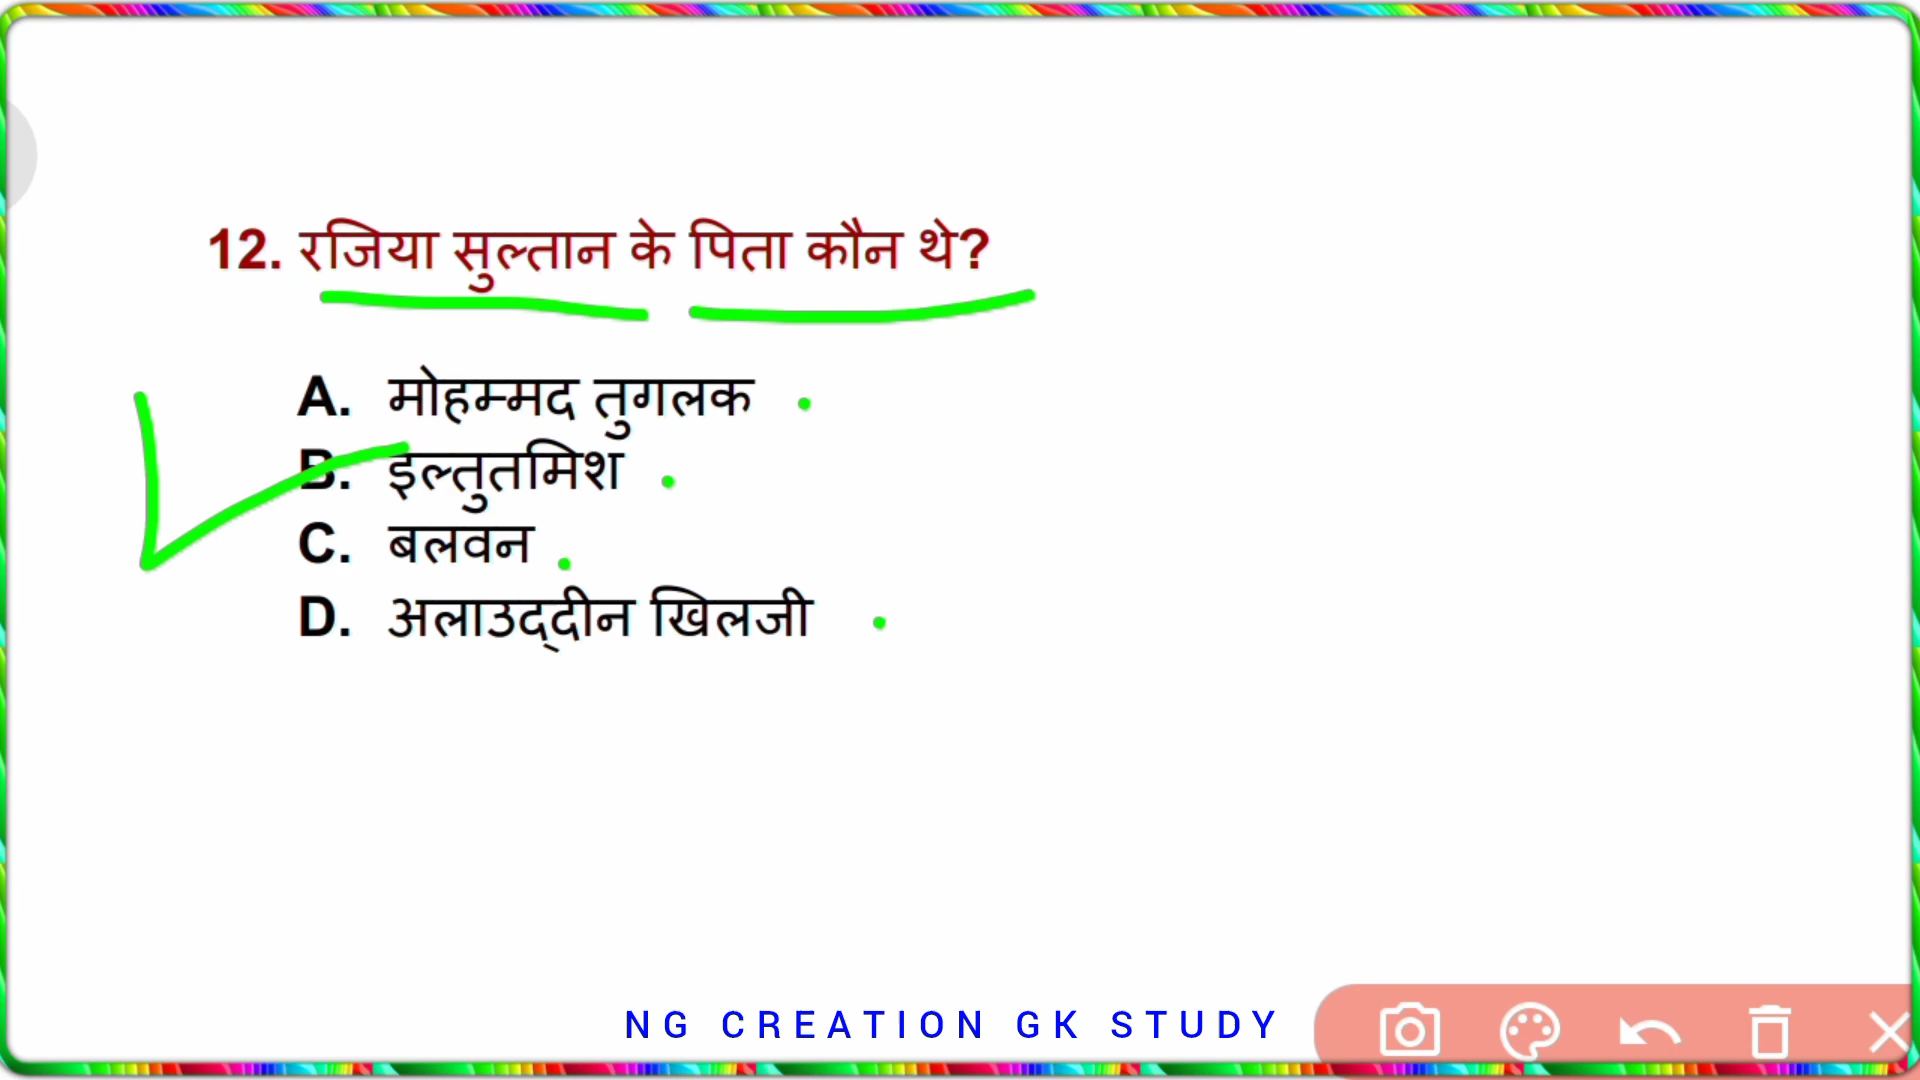 12. रजिया सुल्तान के पिता कौन थे?
A. मोहम्मद तुगलक
B. इल्तुतमिश
C. बलवन
D. अलाउद्दीन खिलजी
NG CREATION GK STUDY